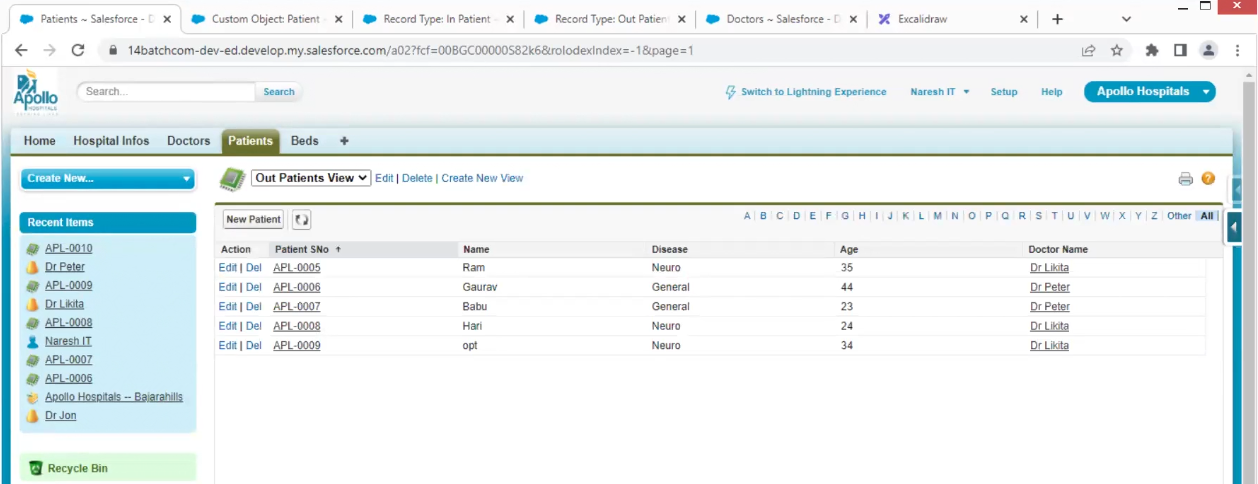 Patients ~ Salesforce - D
Custom Object: Patient
Record Type: In Patient
Record Type: Out Patien
Doctors ~ Salesforce - D
Excalidraw
14batchcom-dev-ed.develop.my.salesforce.com/a02?fcf=00BGC00000S82k6&rolodexIndex=-1&page=1
Apollo
HOSPITALS
Search...
Search
Switch to Lightning Experience
Naresh IT
Setup
Help
Apollo Hospitals
Home Hospital Infos Doctors Patients Beds
Create New...
Out Patients View Edit | Delete | Create New View
Recent Items
APL-0010
Dr Peter
APL-0009
Dr Likita
APL-0008
Naresh IT
APL-0007
APL-0006
Apollo Hospitals -- Bajarahills
Dr Jon
Recycle Bin
New Patient
A | B | C | D | E | F | G | H | I | J | K | L | M | N | O | P | Q | R | S | T | U | V | W | X | Y | Z | Other | All
Action Patient SNo ↑ Name Disease Age Doctor Name
Edit | Del APL-0005 Ram Neuro 35 Dr Likita
Edit | Del APL-0006 Gaurav General 44 Dr Peter
Edit | Del APL-0007 Babu General 23 Dr Peter
Edit | Del APL-0008 Hari Neuro 24 Dr Likita
Edit | Del APL-0009 opt Neuro 34 Dr Likita